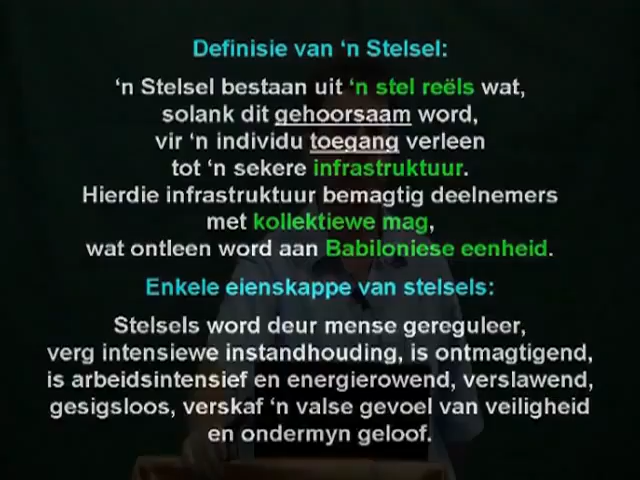 Definisie van ‘n Stelsel:
‘n Stelsel bestaan uit ‘n stel reëls wat,
solank dit gehoorsaam word,
vir ‘n individu toegang verleen
tot ‘n sekere infrastruktuur.
Hierdie infrastruktuur bemagtig deelnemers
met kollektiewe mag,
wat ontleen word aan Babiloniese eenheid.
Enkele eienskappe van stelsels:
Stelsels word deur mense gereguleer,
verg intensiewe instandhouding, is ontmagtigend,
is arbeidsintensief en energierowend, verslawend,
gesigsloos, verskaf ‘n valse gevoel van veiligheid
en ondermyn geloof.